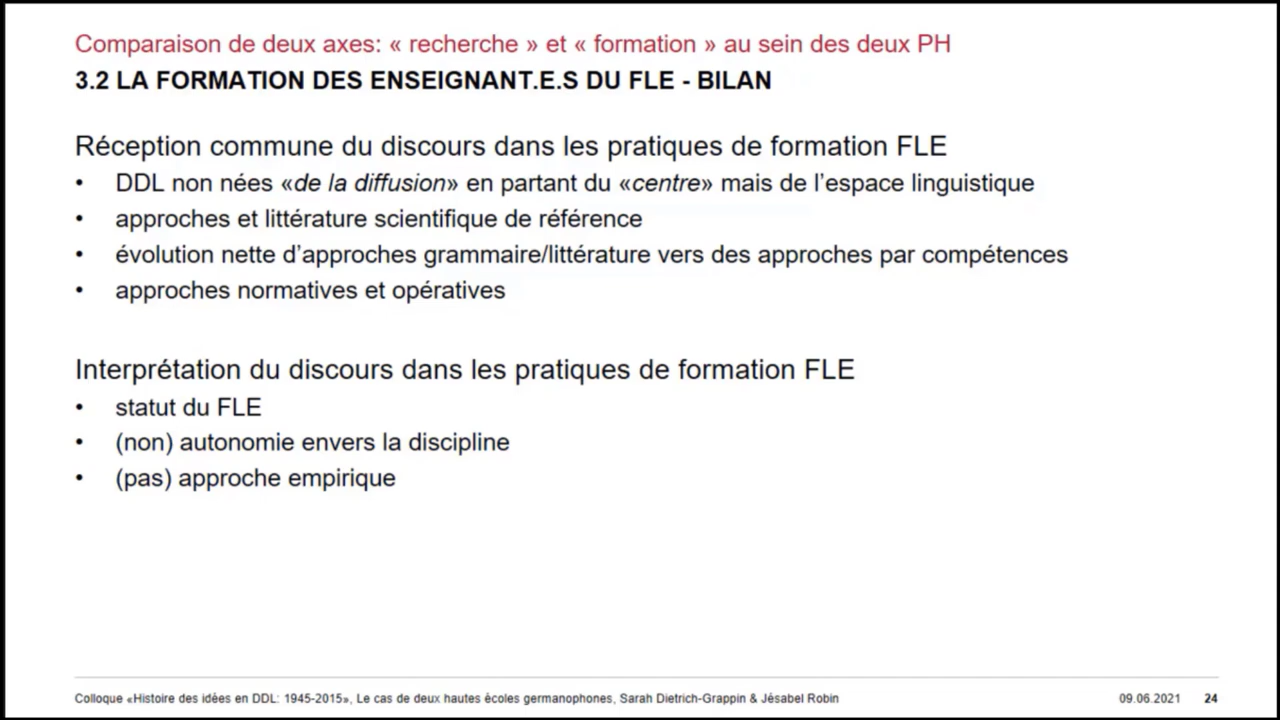 Comparaison de deux axes: « recherche » et « formation » au sein des deux PH
3.2 LA FORMATION DES ENSEIGNANT.E.S DU FLE - BILAN
Réception commune du discours dans les pratiques de formation FLE
• DDL non nées «de la diffusion» en partant du «centre» mais de l'espace linguistique
• approches et littérature scientifique de référence
• évolution nette d'approches grammaire/littérature vers des approches par compétences
• approches normatives et opératives
Interprétation du discours dans les pratiques de formation FLE
• statut du FLE
• (non) autonomie envers la discipline
• (pas) approche empirique
Colloque «Histoire des idées en DDL: 1945-2015», Le cas de deux hautes écoles germanophones, Sarah Dietrich-Grappin & Jésabel Robin 09.06.2021 24